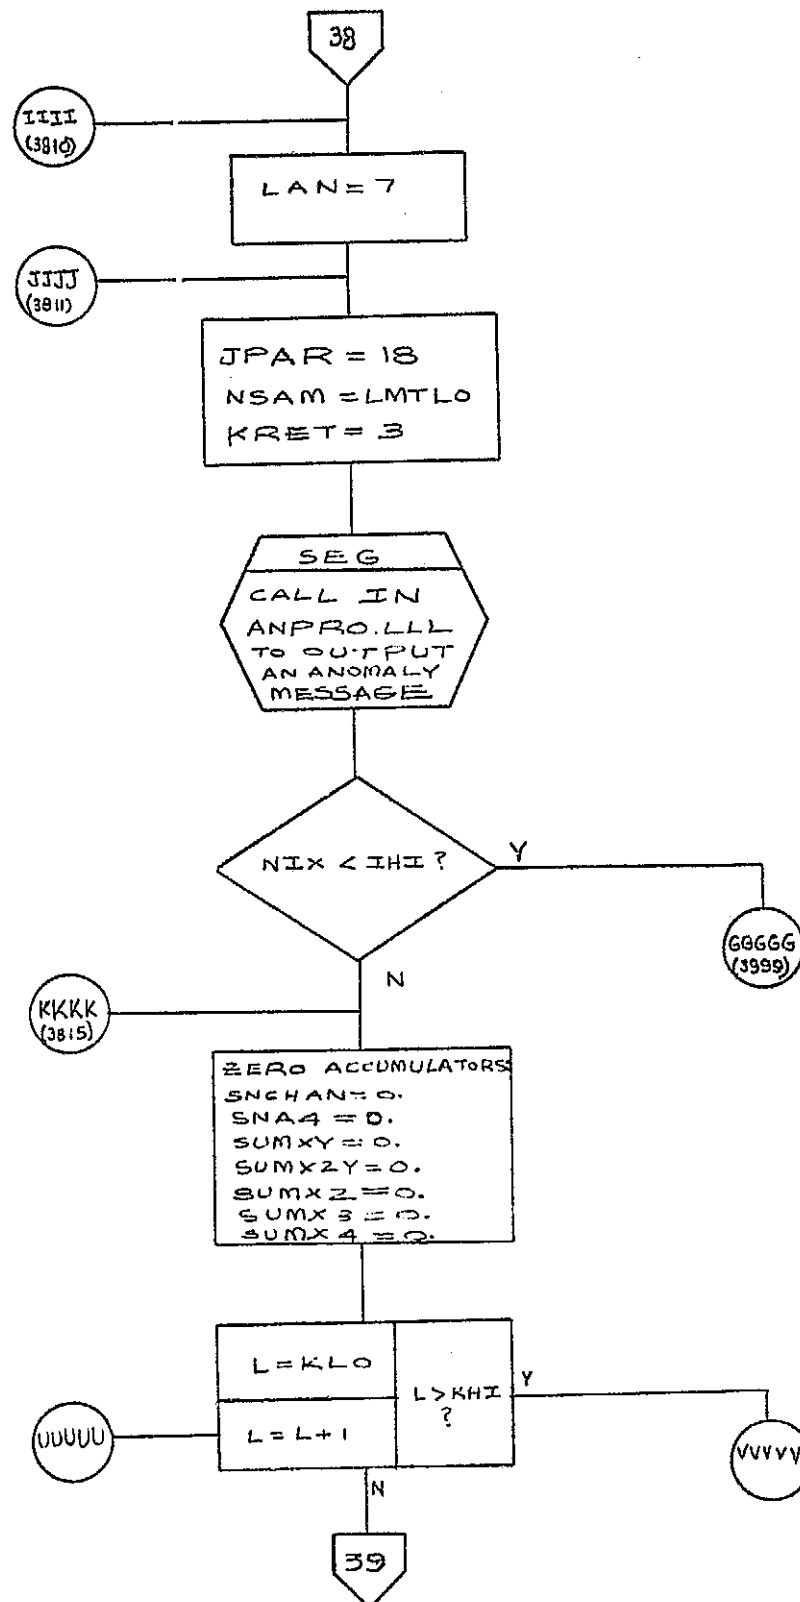 38
IIII
(3810)
LAN = 7
JJJJ
(3811)
JPAR = 18
NSAM = LMTLO
KRET = 3
SEG
CALL IN
ANPRO.LLL
TO OUTPUT
AN ANOMALY
MESSAGE
NIX < IHI ?
Y
GGGGG
(3999)
N
KKKK
(3815)
ZERO ACCUMULATORS
SNCHAN = 0.
SNA4 = 0.
SUMXY = 0.
SUMX2Y = 0.
SUMX2 = 0.
SUMX3 = 0.
SUMX4 = 0.
L = KLO
L > KHI
?
Y
UUUUU
L = L + 1
VVVVV
N
39